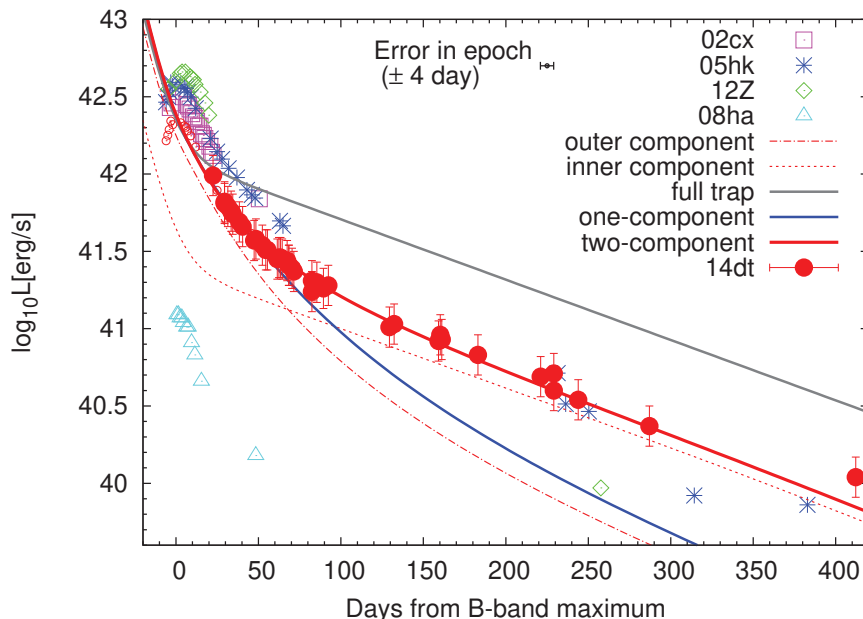 43
42.5
42
41.5
41
40.5
40
log10L[erg/s]
0
50
100
150
200
250
300
350
400
Days from B-band maximum
Error in epoch
(± 4 day)
02cx
05hk
12Z
08ha
outer component
inner component
full trap
one-component
two-component
14dt